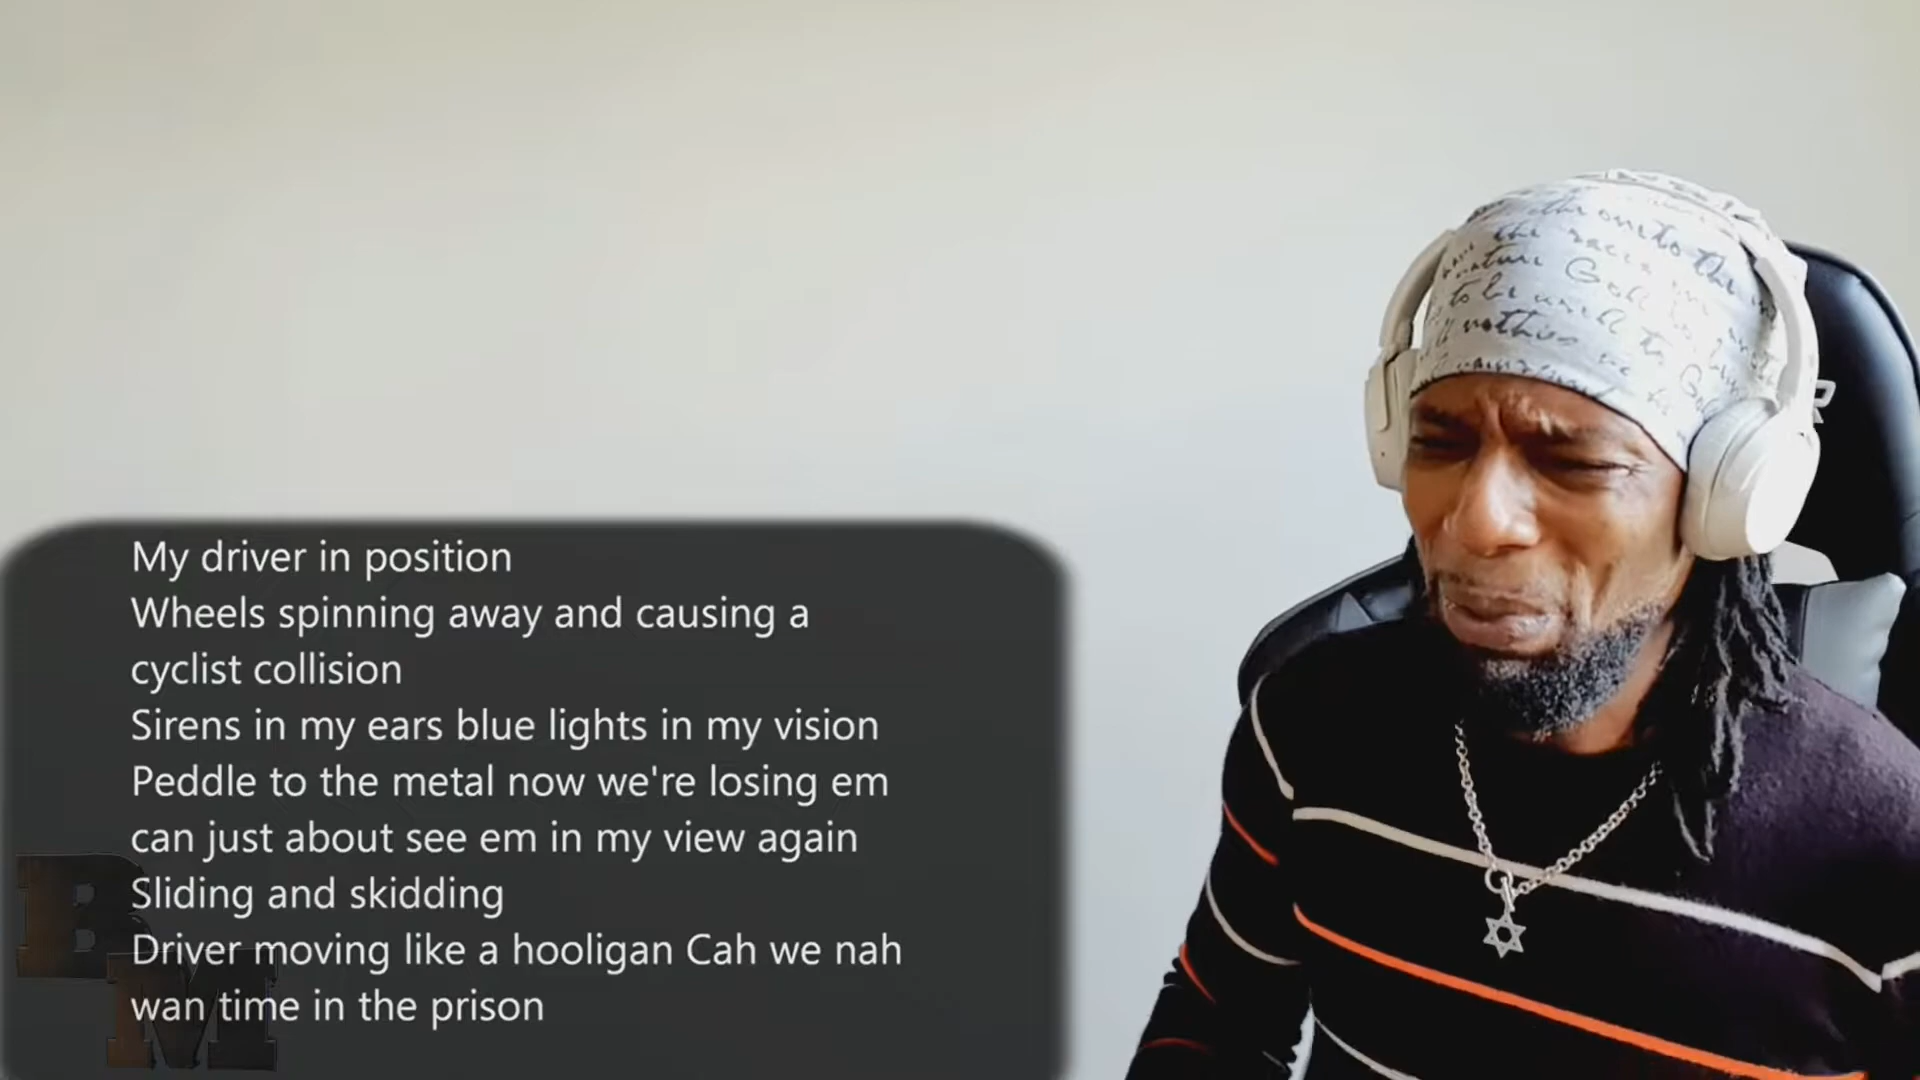 My driver in position
Wheels spinning away and causing a
cyclist collision
Sirens in my ears blue lights in my vision
Peddle to the metal now we're losing em
can just about see em in my view again
Sliding and skidding
Driver moving like a hooligan Cah we nah
wan time in the prison
BM
R